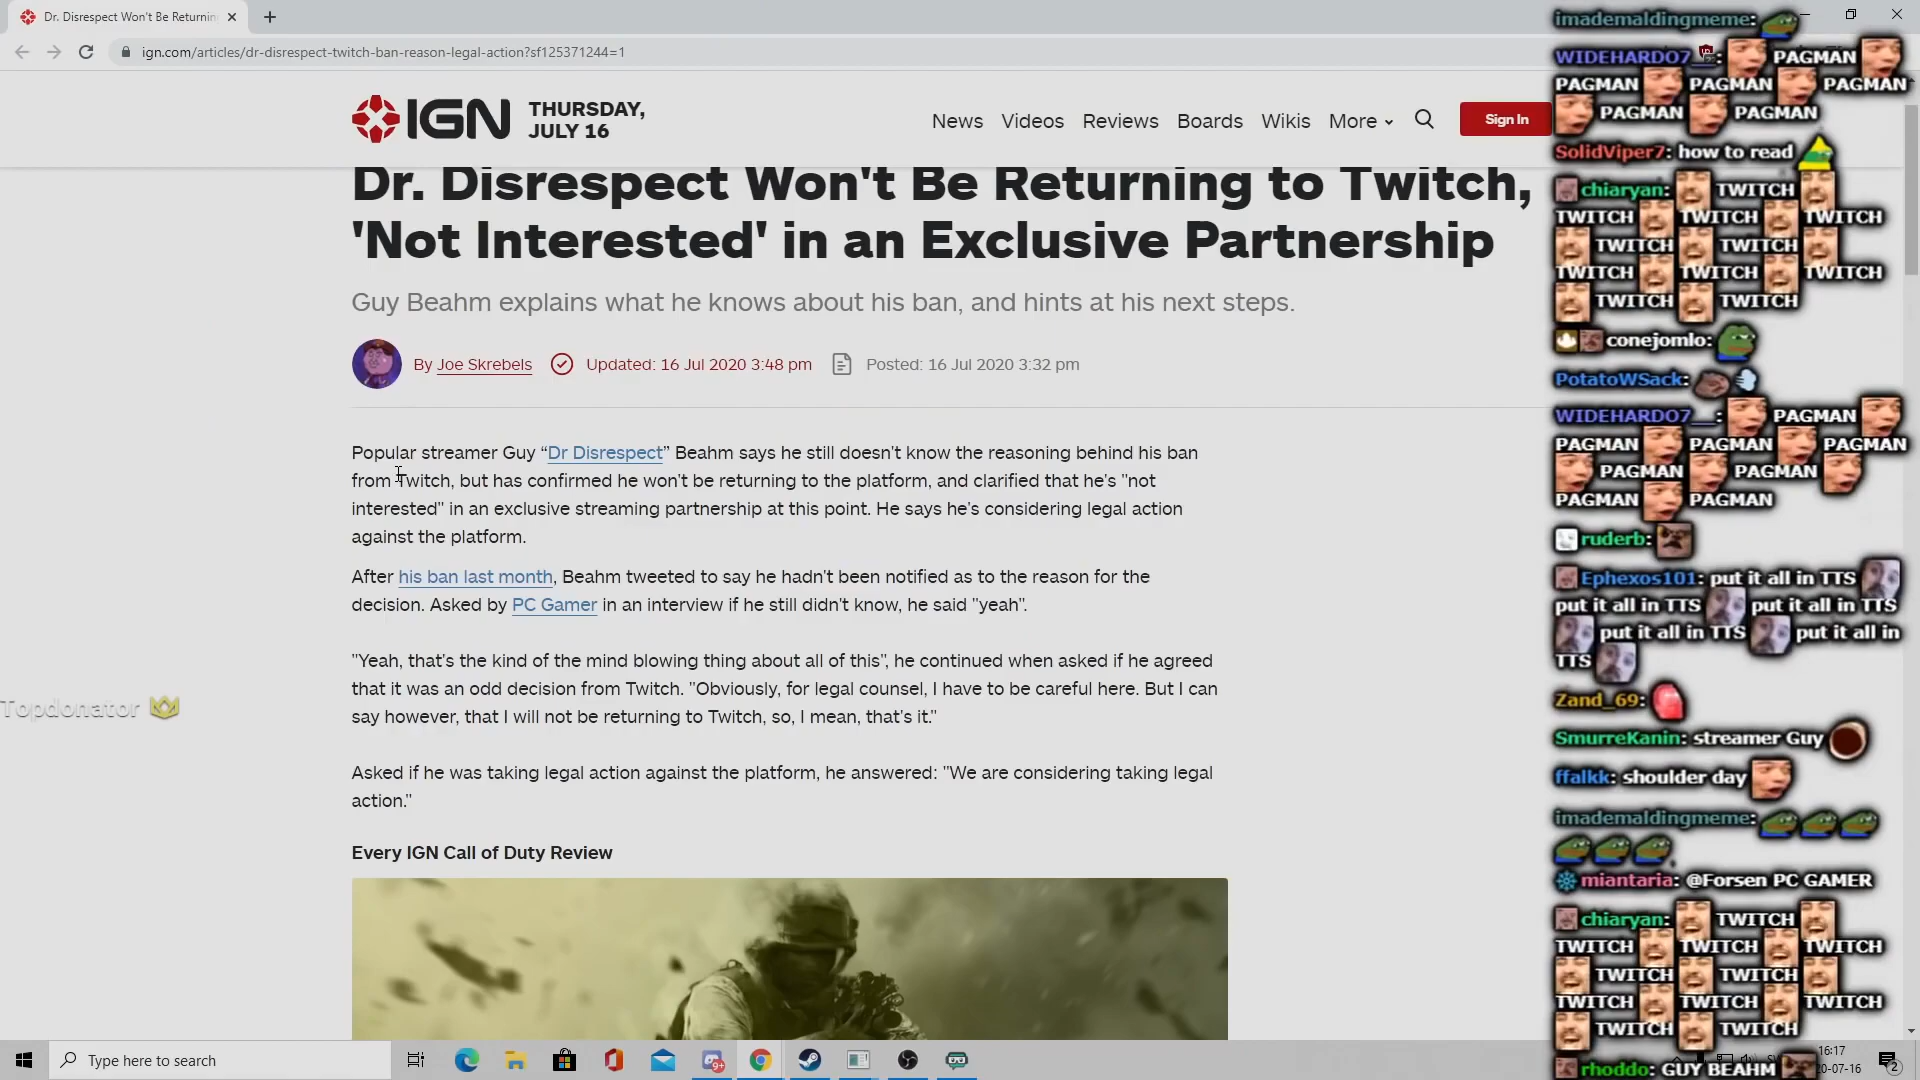 Dr. Disrespect Won't Be Returnin
ign.com/articles/dr-disrespect-twitch-ban-reason-legal-action?sf125371244=1
IGN
THURSDAY,
JULY 16
News Videos Reviews Boards Wikis More
Sign In
Dr. Disrespect Won't Be Returning to Twitch,
'Not Interested' in an Exclusive Partnership
Guy Beahm explains what he knows about his ban, and hints at his next steps.
By Joe Skrebels Updated: 16 Jul 2020 3:48 pm Posted: 16 Jul 2020 3:32 pm
Popular streamer Guy “Dr Disrespect” Beahm says he still doesn't know the reasoning behind his ban
from Twitch, but has confirmed he won't be returning to the platform, and clarified that he's "not
interested" in an exclusive streaming partnership at this point. He says he's considering legal action
against the platform.
After his ban last month, Beahm tweeted to say he hadn't been notified as to the reason for the
decision. Asked by PC Gamer in an interview if he still didn't know, he said "yeah".
"Yeah, that's the kind of the mind blowing thing about all of this", he continued when asked if he agreed
that it was an odd decision from Twitch. "Obviously, for legal counsel, I have to be careful here. But I can
say however, that I will not be returning to Twitch, so, I mean, that's it."
Asked if he was taking legal action against the platform, he answered: "We are considering taking legal
action."
Every IGN Call of Duty Review
Topdonator
imademaldingmeme:
WIDEHARDO7__: PAGMAN
PAGMAN PAGMAN PAGMAN
PAGMAN PAGMAN
SolidViper7: how to read
chiaryan: TWITCH
TWITCH TWITCH TWITCH
TWITCH TWITCH
TWITCH TWITCH TWITCH
TWITCH TWITCH
conejomlo:
PotatoWSack:
WIDEHARDO7__: PAGMAN
PAGMAN PAGMAN PAGMAN
PAGMAN PAGMAN
PAGMAN PAGMAN
ruderb:
Ephexos101: put it all in TTS
put it all in TTS put it all in TTS
put it all in TTS put it all in
TTS
Zand_69:
SmurreKanin: streamer Guy
ffalkk: shoulder day
imademaldingmeme:
miantaria: @Forsen PC GAMER
chiaryan: TWITCH
TWITCH TWITCH TWITCH
TWITCH TWITCH
TWITCH TWITCH TWITCH
TWITCH TWITCH
rhoddo: GUY BEAHM
Type here to search
9+
16:17
20-07-16
2